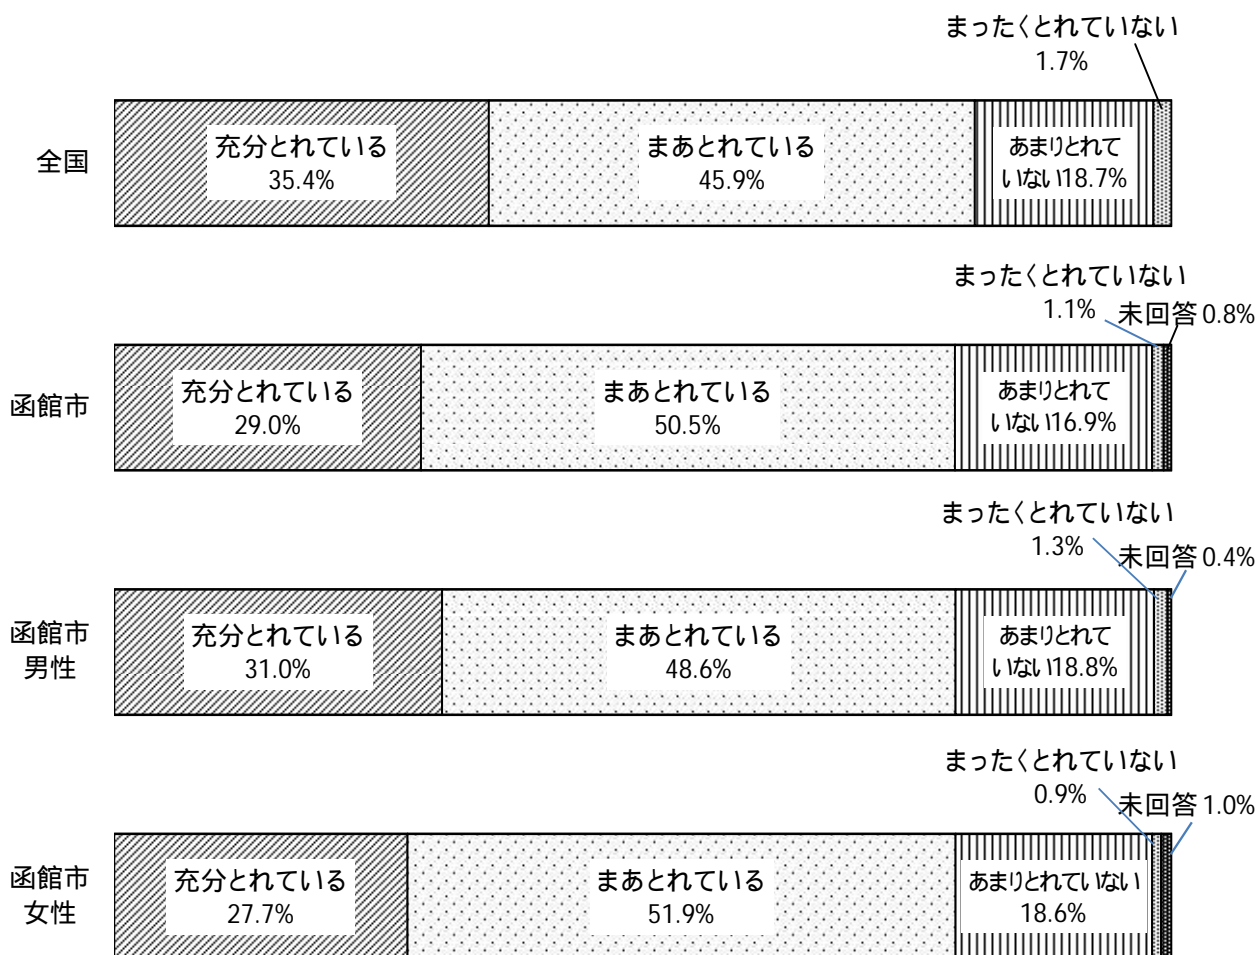 まったくとれていない
1.7%
全国
充分とれている
35.4%
まあとれている
45.9%
あまりとれて
いない18.7%
まったくとれていない
1.1%
未回答0.8%
函館市
充分とれている
29.0%
まあとれている
50.5%
あまりとれて
いない16.9%
まったくとれていない
1.3%
未回答0.4%
函館市
男性
充分とれている
31.0%
まあとれている
48.6%
あまりとれて
いない18.8%
まったくとれていない
0.9%
未回答1.0%
函館市
女性
充分とれている
27.7%
まあとれている
51.9%
あまりとれていない
18.6%